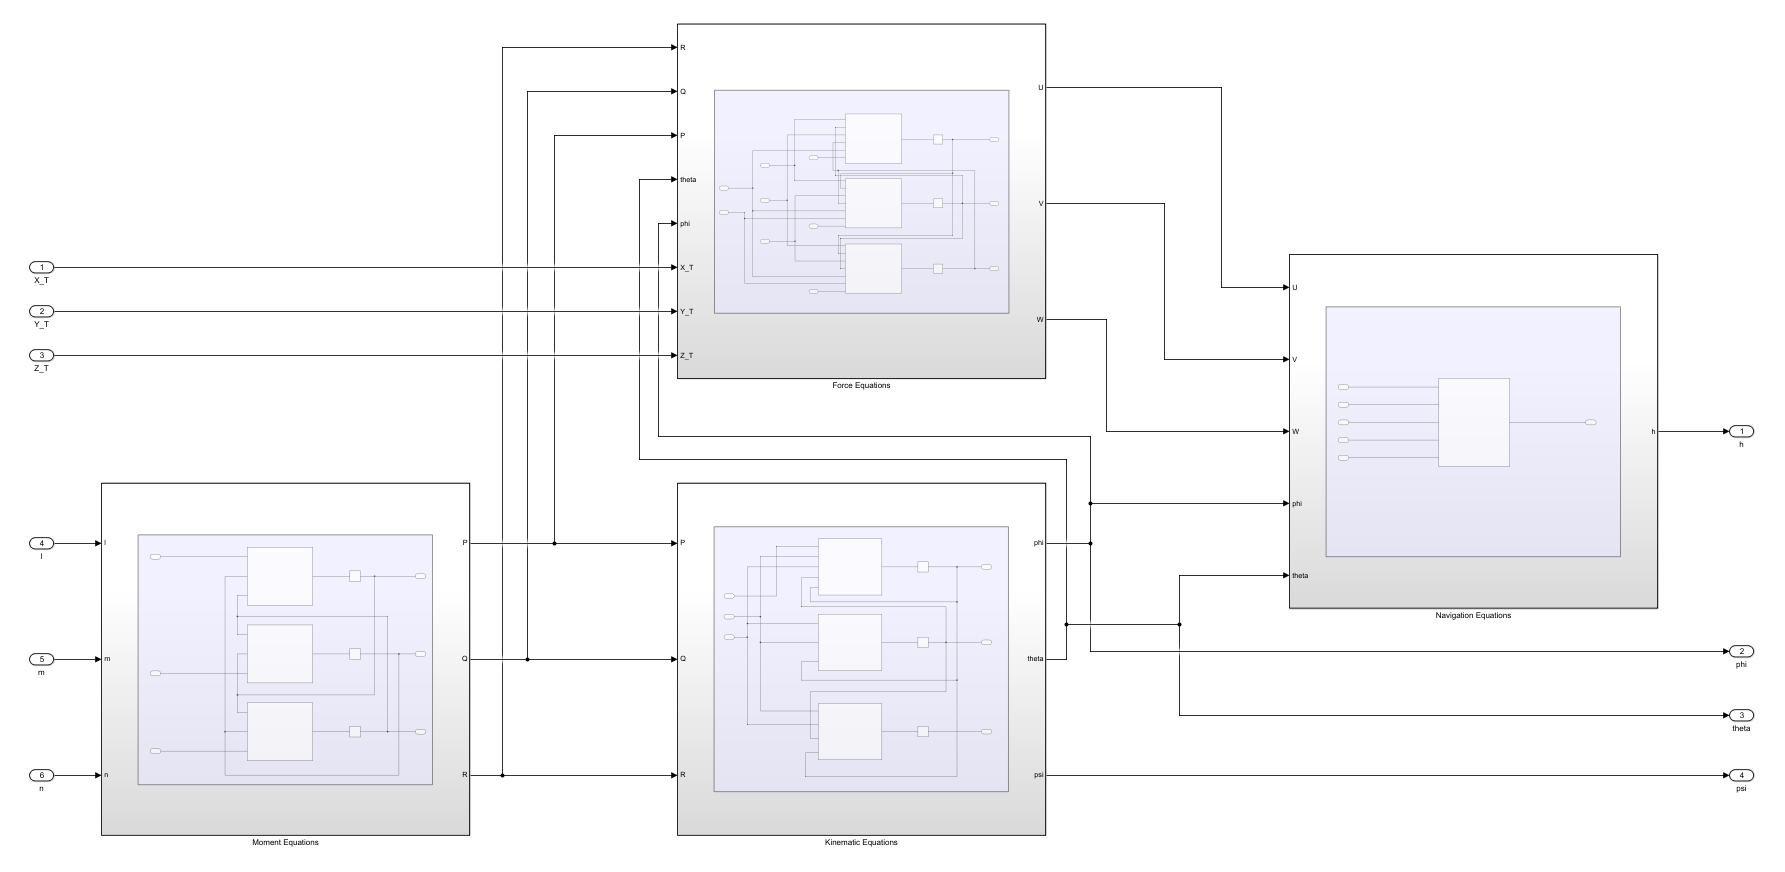 R
Q
P
theta
phi
X_T
Y_T
Z_T
U
V
W
Force Equations
1
X_T
2
Y_T
3
Z_T
U
V
W
phi
theta
h
Navigation Equations
1
h
4
l
5
m
6
n
l
m
n
P
Q
R
Moment Equations
P
Q
R
phi
theta
psi
Kinematic Equations
2
phi
3
theta
4
psi